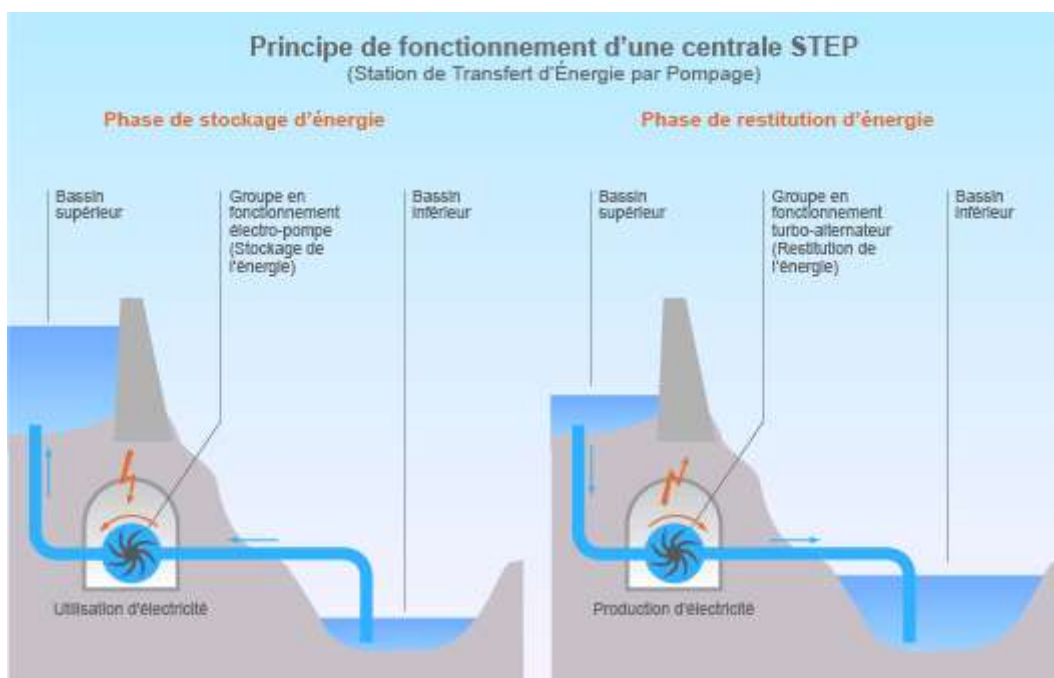 Principe de fonctionnement d'une centrale STEP
(Station de Transfert d'Énergie par Pompage)
Phase de stockage d'énergie
Bassin
supérieur
Groupe en
fonctionnement
électro-pompe
(Stockage de
l'énergie)
Bassin
inférieur
Utilisation d'électricité
Phase de restitution d'énergie
Bassin
supérieur
Groupe en
fonctionnement
turbo-alternateur
(Restitution de
l'énergie)
Bassin
inférieur
Production d'électricité